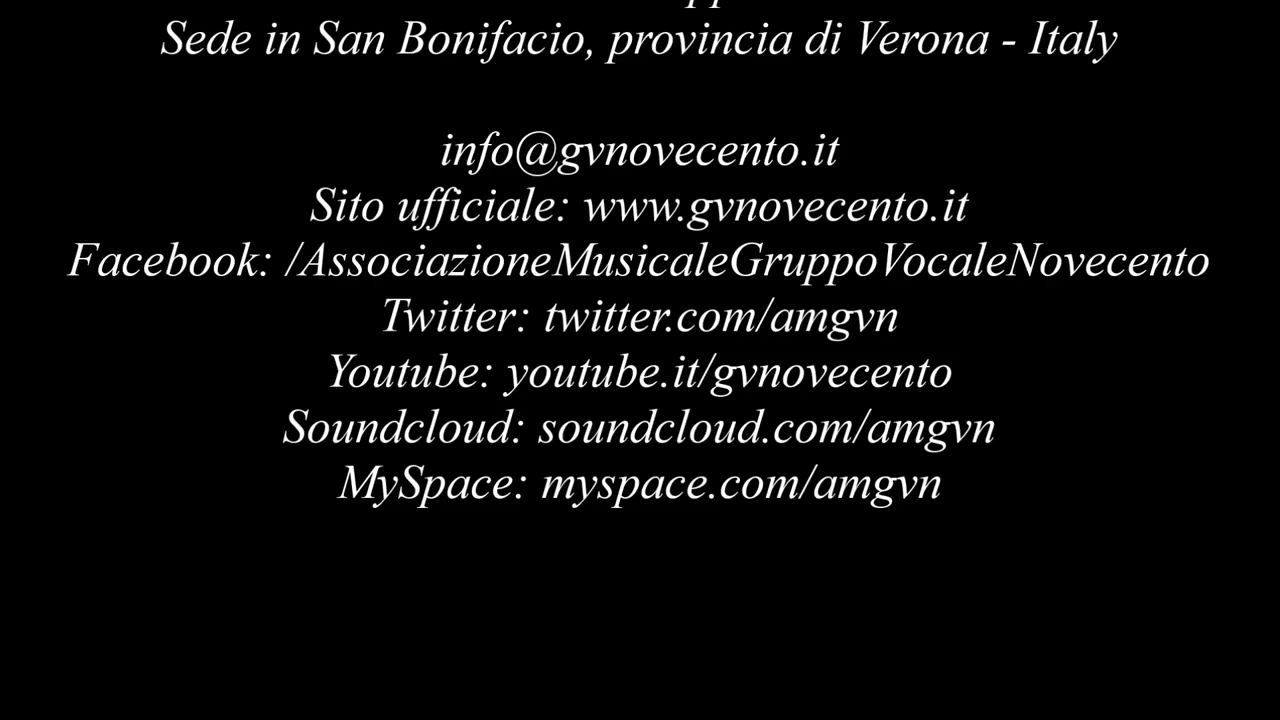 Sede in San Bonifacio, provincia di Verona - Italy
info@gvnovecento.it
Sito ufficiale: www.gvnovecento.it
Facebook: /AssociazioneMusicaleGruppoVocaleNovecento
Twitter: twitter.com/amgvn
Youtube: youtube.it/gvnovecento
Soundcloud: soundcloud.com/amgvn
MySpace: myspace.com/amgvn